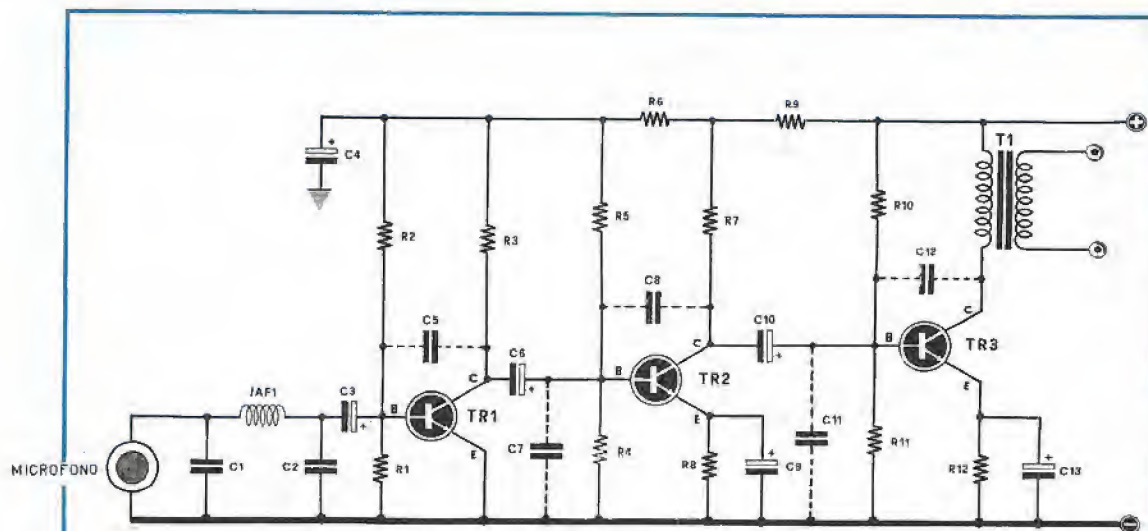 R6
R9
T1
+
+
C4
R2
R3
R5
R7
R10
C12
C8
C5
C
C6
+
C
C10
+
B
C
TR3
JAF1
C3
+
B
TR1
B
TR2
E
E
C7
C11
MICROFONO
C1
C2
R1
E
R4
R8
+
C9
R11
R12
+
C13
-